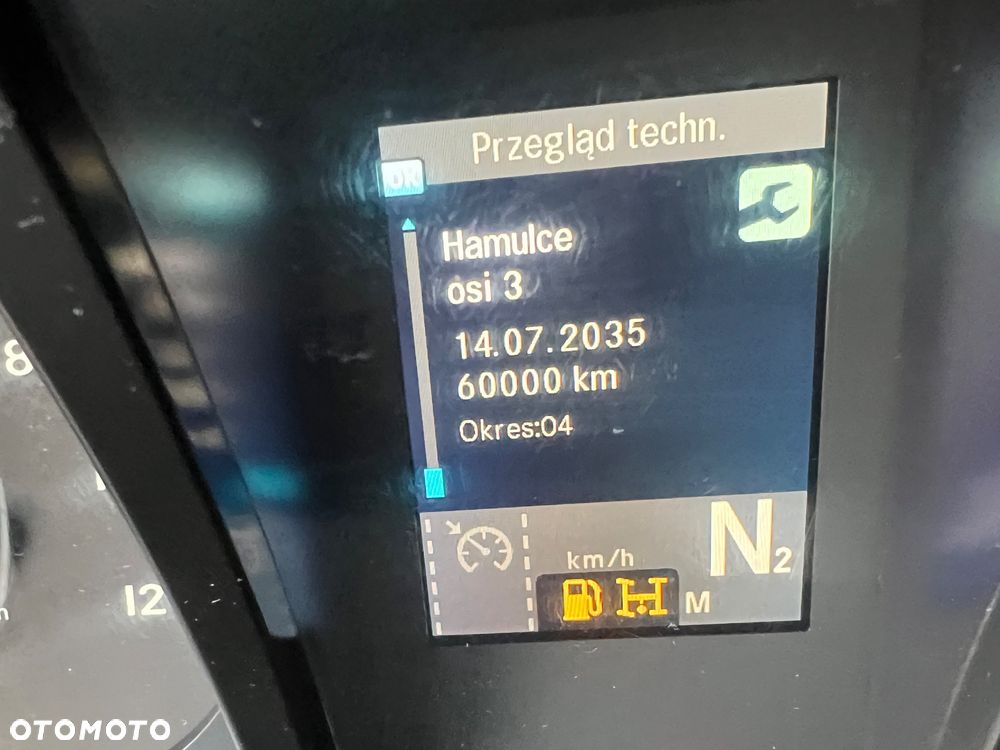 Przegląd techn.
OK
Hamulce
osi 3
14.07.2035
60000 km
Okres:04
N2
km/h
M
8
12
OTOMOTO